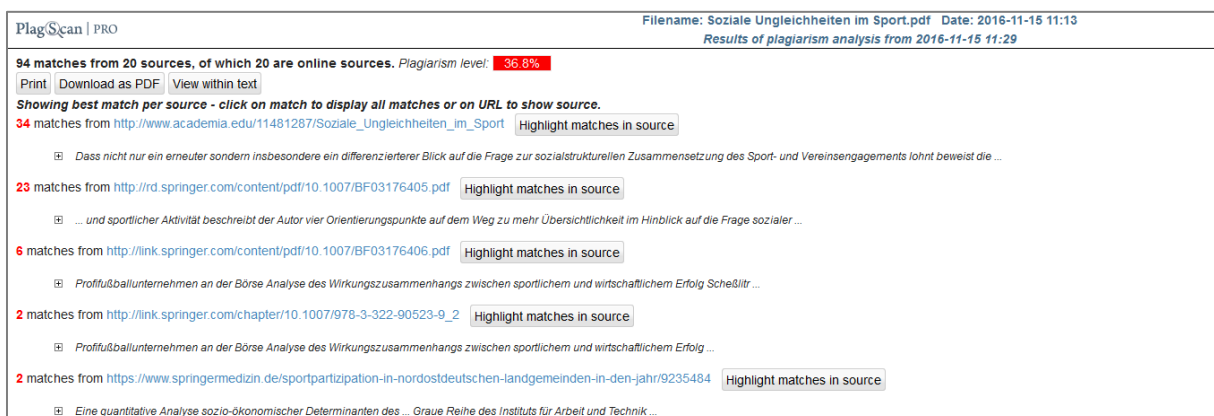 PlagScan | PRO
Filename: Soziale Ungleichheiten im Sport.pdf Date: 2016-11-15 11:13
Results of plagiarism analysis from 2016-11-15 11:29
94 matches from 20 sources, of which 20 are online sources. Plagiarism level: 36.8%
Print Download as PDF View within text
Showing best match per source - click on match to display all matches or on URL to show source.
34 matches from http://www.academia.edu/11481287/Soziale_Ungleichheiten_im_Sport Highlight matches in source
Dass nicht nur ein erneuter sondern insbesondere ein differenzierterer Blick auf die Frage zur sozialstrukturellen Zusammensetzung des Sport- und Vereinsengagements lohnt beweist die ...
23 matches from http://rd.springer.com/content/pdf/10.1007/BF03176405.pdf Highlight matches in source
... und sportlicher Aktivität beschreibt der Autor vier Orientierungspunkte auf dem Weg zu mehr Übersichtlichkeit im Hinblick auf die Frage sozialer ...
6 matches from http://link.springer.com/content/pdf/10.1007/BF03176406.pdf Highlight matches in source
Profifußballunternehmen an der Börse Analyse des Wirkungszusammenhangs zwischen sportlichem und wirtschaftlichem Erfolg Scheßlitr ...
2 matches from http://link.springer.com/chapter/10.1007/978-3-322-90523-9_2 Highlight matches in source
Profifußballunternehmen an der Börse Analyse des Wirkungszusammenhangs zwischen sportlichem und wirtschaftlichem Erfolg ...
2 matches from https://www.springermedizin.de/sportpartizipation-in-nordostdeutschen-landgemeinden-in-den-jahr/9235484 Highlight matches in source
Eine quantitative Analyse sozio-ökonomischer Determinanten des ... Graue Reihe des Instituts für Arbeit und Technik ...